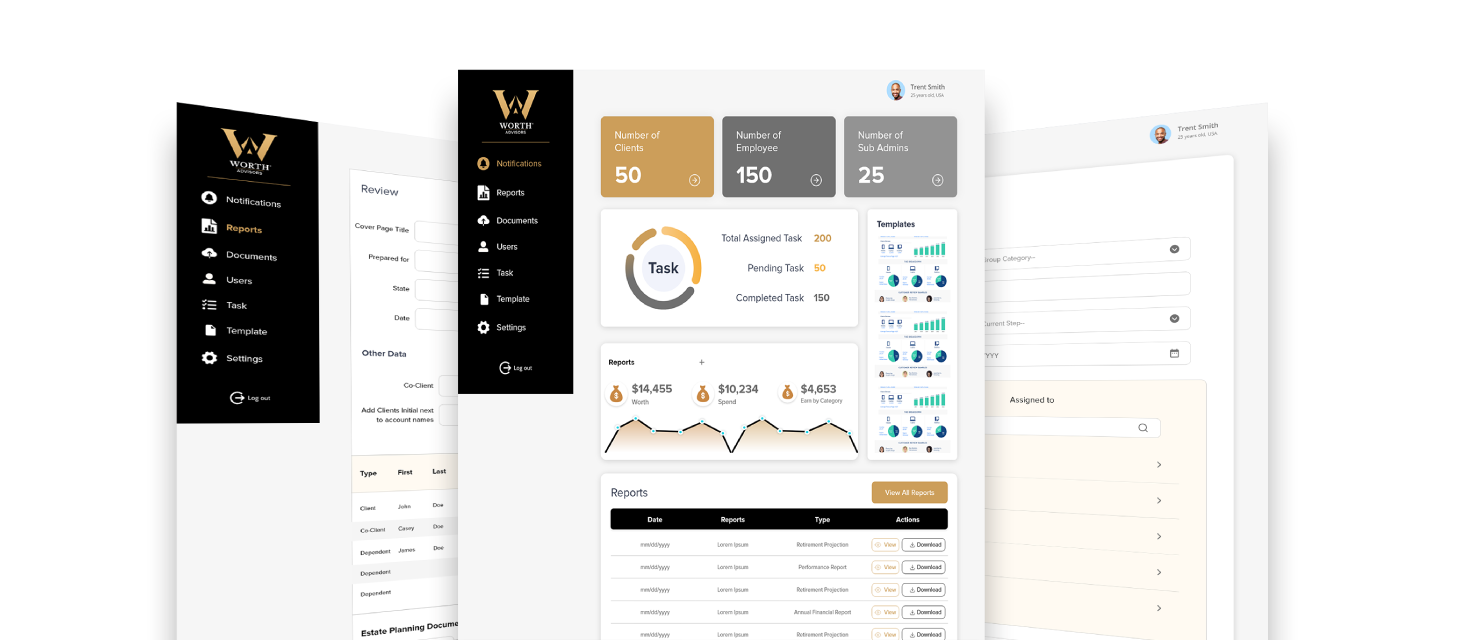 WORTH
ADVISORS
Notifications
Reports
Documents
Users
Task
Template
Settings
Log out
Review
Cover Page Title
Prepared for
State
Date
Other Data
Co-Client
Add Clients Initial next
to account names
Type First Last
Client John Doe
Co-Client Casey Doe
Dependent James Doe
Dependent
Dependent
Estate Planning Docume
WORTH
ADVISORS
Notifications
Reports
Documents
Users
Task
Template
Settings
Log out
Trent Smith
25 years old, USA
Number of
Clients
50
Number of
Employee
150
Number of
Sub Admins
25
Task
Total Assigned Task 200
Pending Task 50
Completed Task 150
Templates
Reports +
$14,455
Worth
$10,234
Spend
$4,653
Earn by Category
Reports
View All Reports
Date Reports Type Actions
mm/dd/yyyy Lorem Ipsum Retirement Projection View Download
mm/dd/yyyy Lorem Ipsum Performance Report View Download
mm/dd/yyyy Lorem Ipsum Retirement Projection View Download
mm/dd/yyyy Lorem Ipsum Annual Financial Report View Download
mm/dd/yyyy Lorem Ipsum Retirement Projection View Download
Trent Smith
25 years old, USA
Group Category--
Current Step--
YYYY
Assigned to